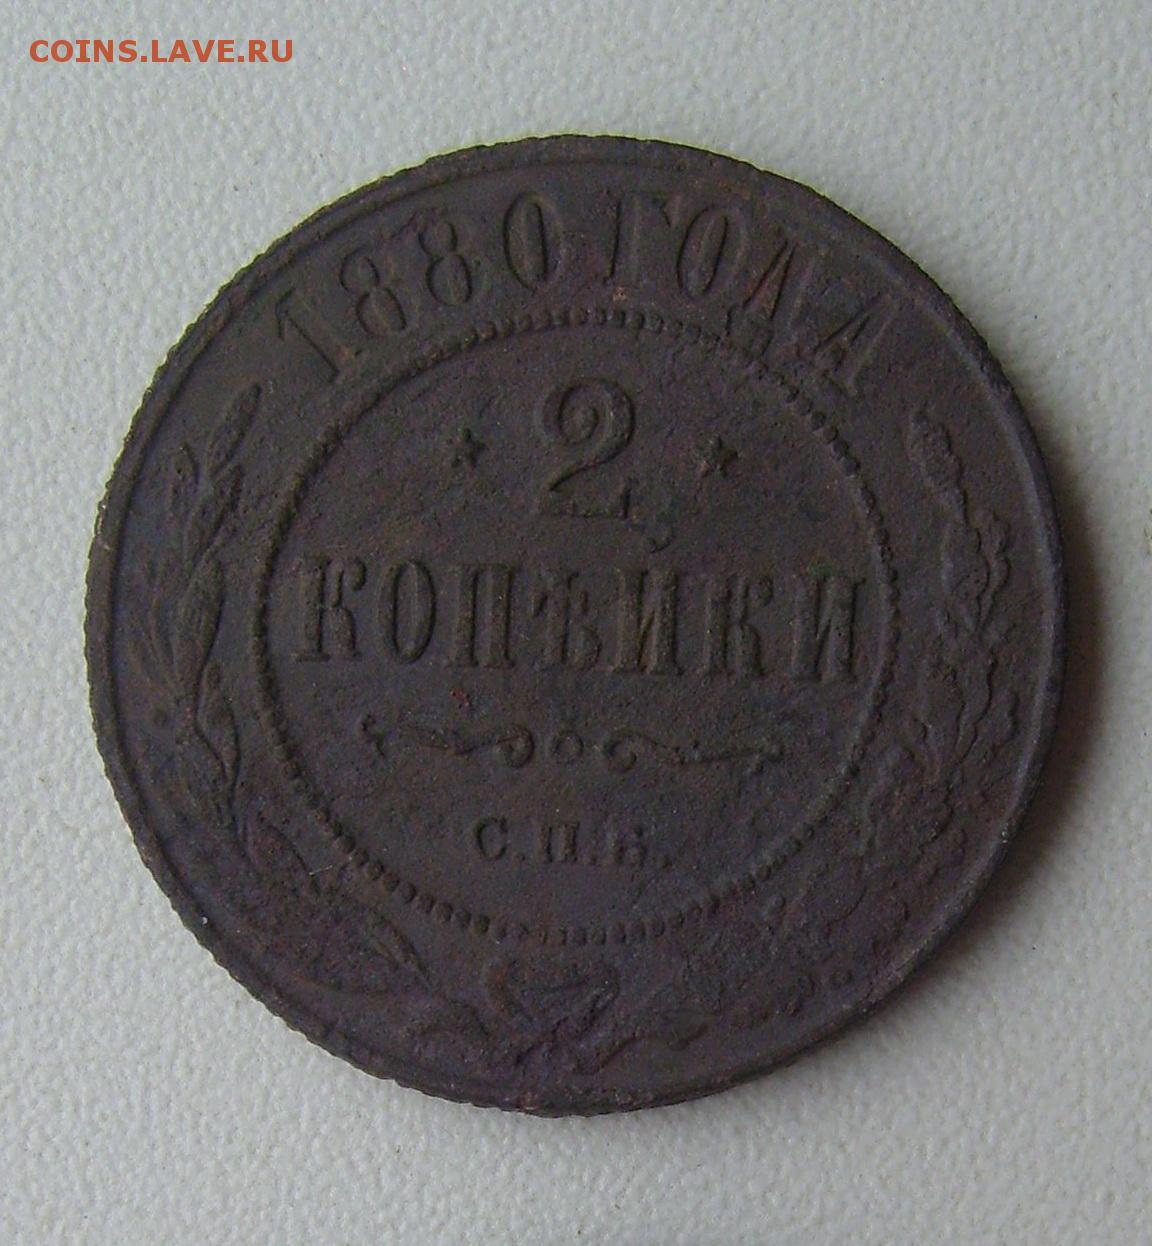 COINS.LAVE.RU
1880 ГОДА
2
КОПѢЙКИ
С.П.Б.